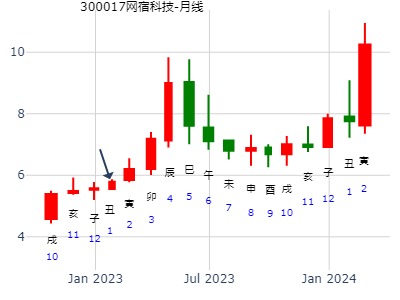 300017网宿科技-月线
10
8
6
4
戌
亥
子
丑
寅
卯
辰
巳
午
未
申
酉
戌
亥
子
丑
寅
10
11
12
1
2
3
4
5
6
7
8
9
10
11
12
1
2
Jan 2023
Jul 2023
Jan 2024